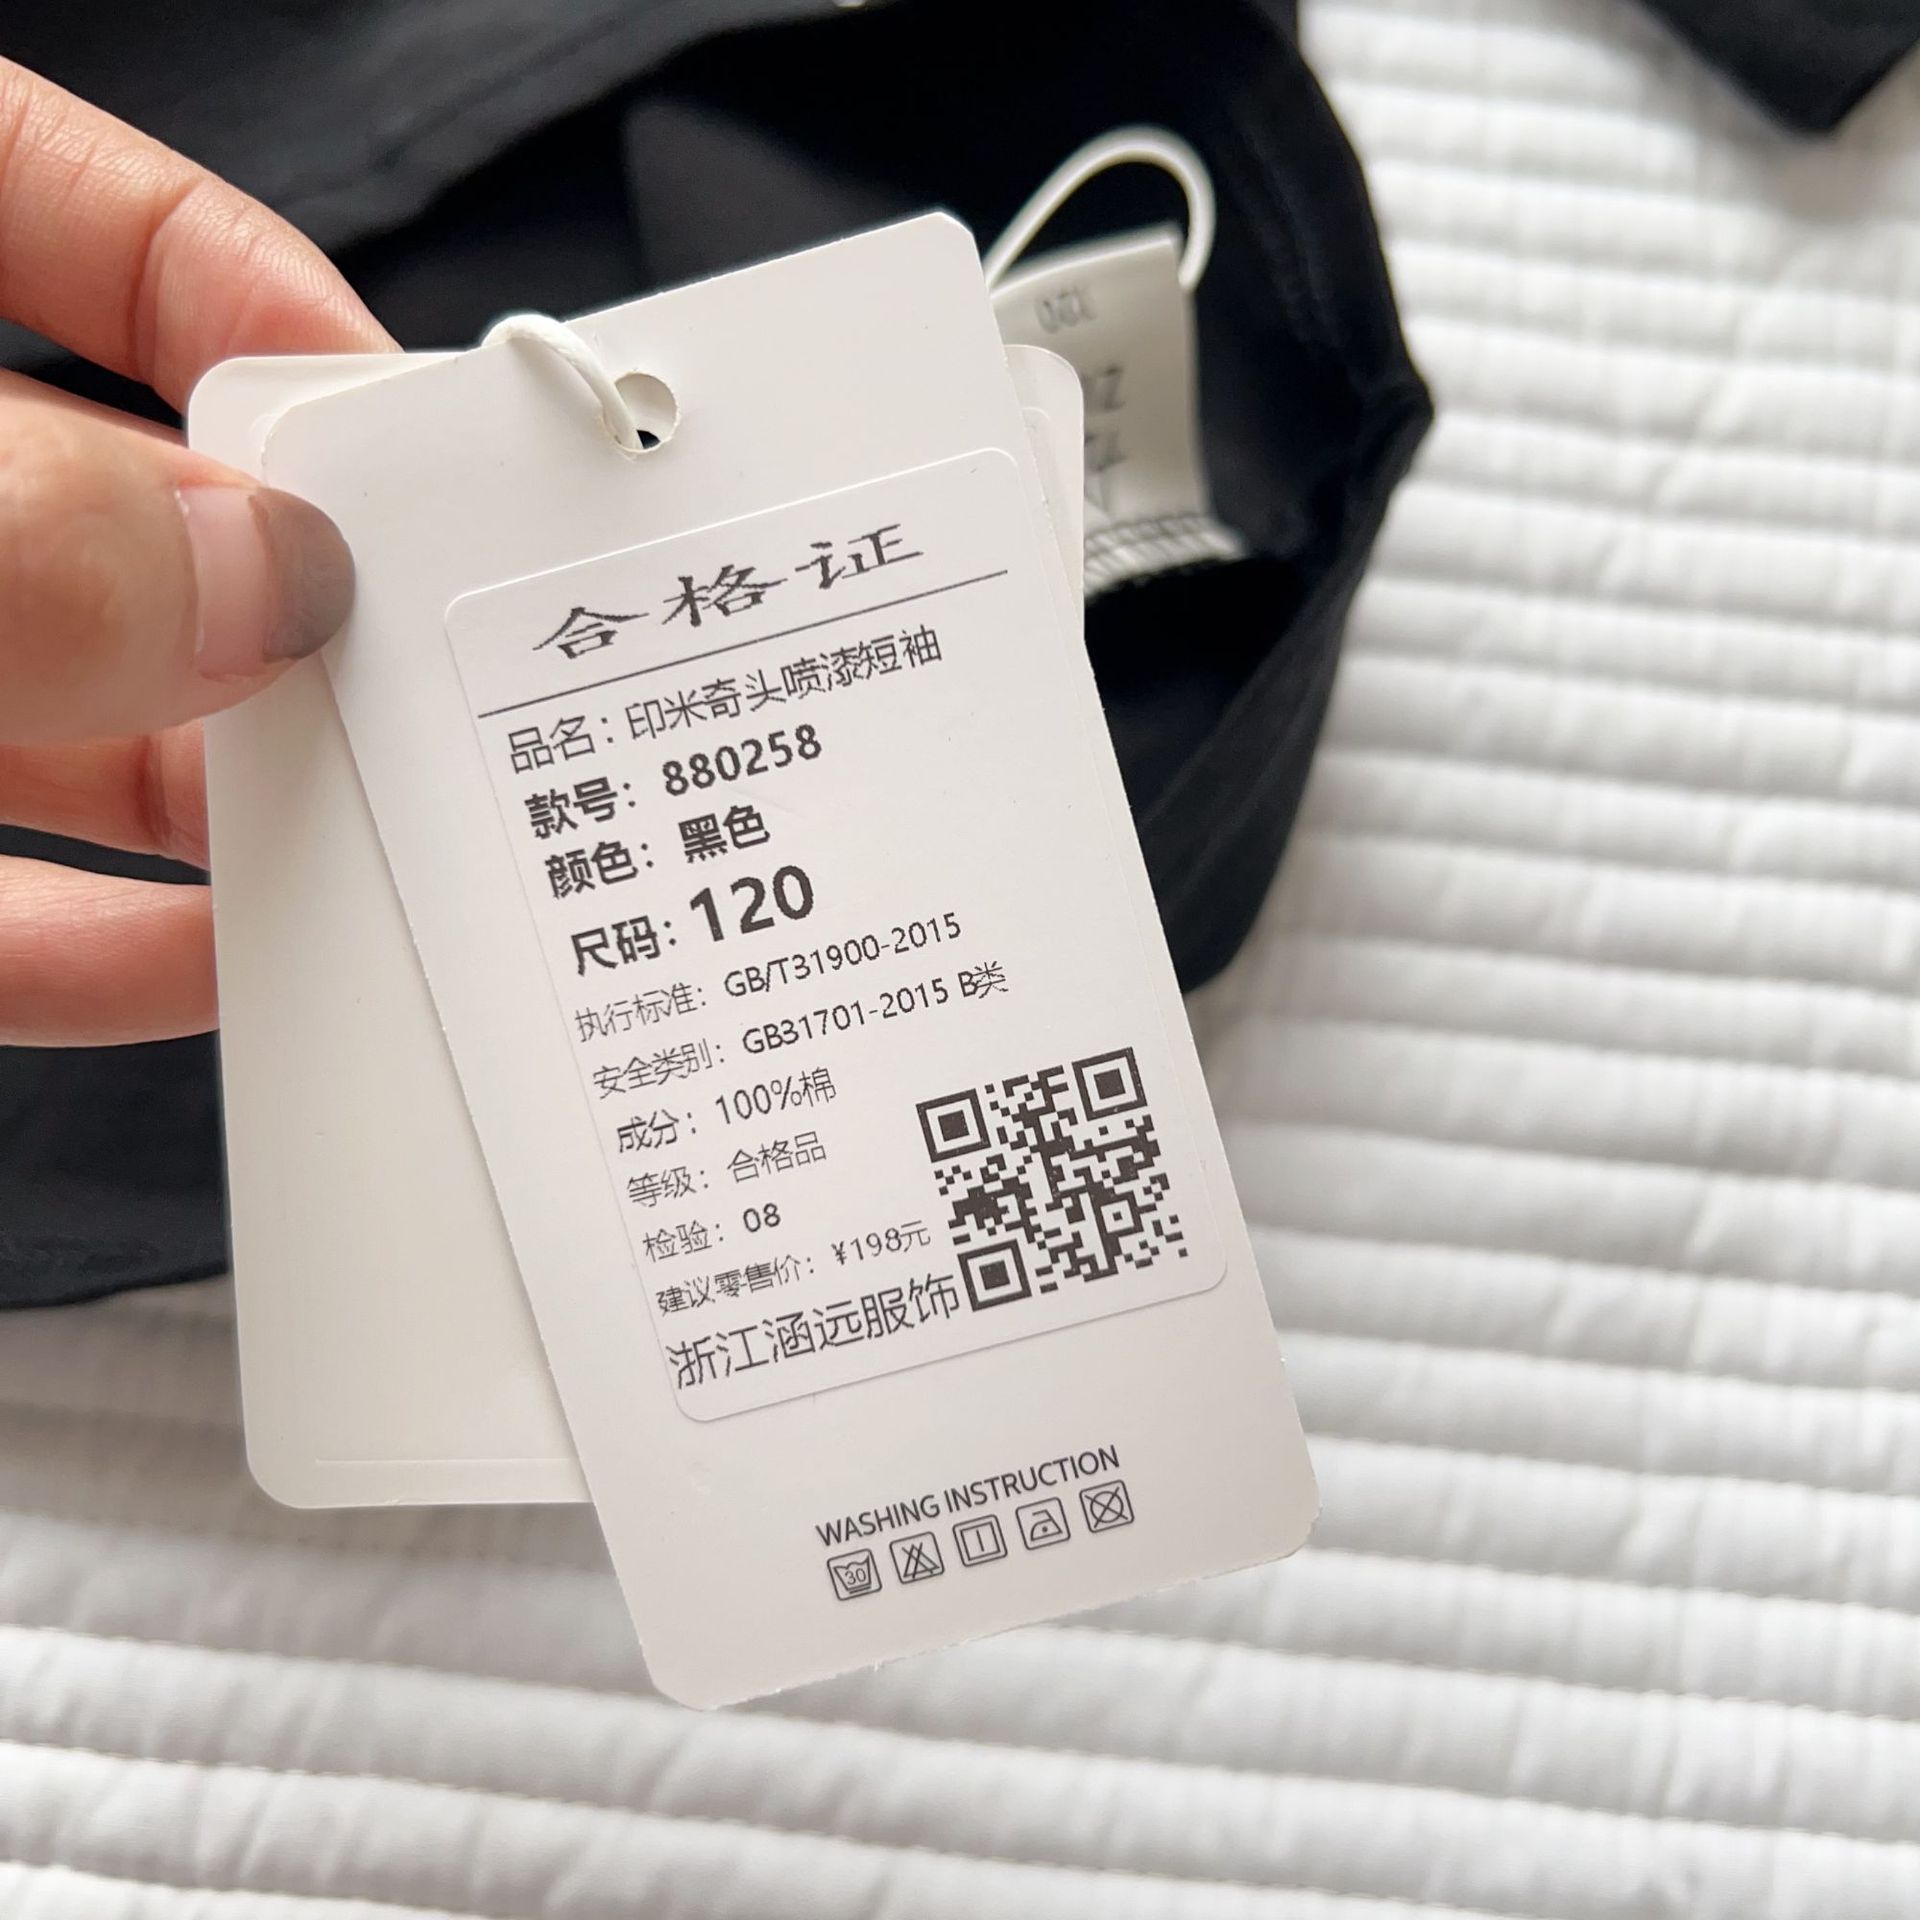 合格证
品名：印米奇头喷漆短袖
款号：880258
颜色：黑色
尺码：120
执行标准：GB/T31900-2015
安全类别：GB31701-2015 B类
成分：100%棉
等级：合格品
检验：08
建议零售价：¥198元
浙江涵远服饰
WASHING INSTRUCTION
30